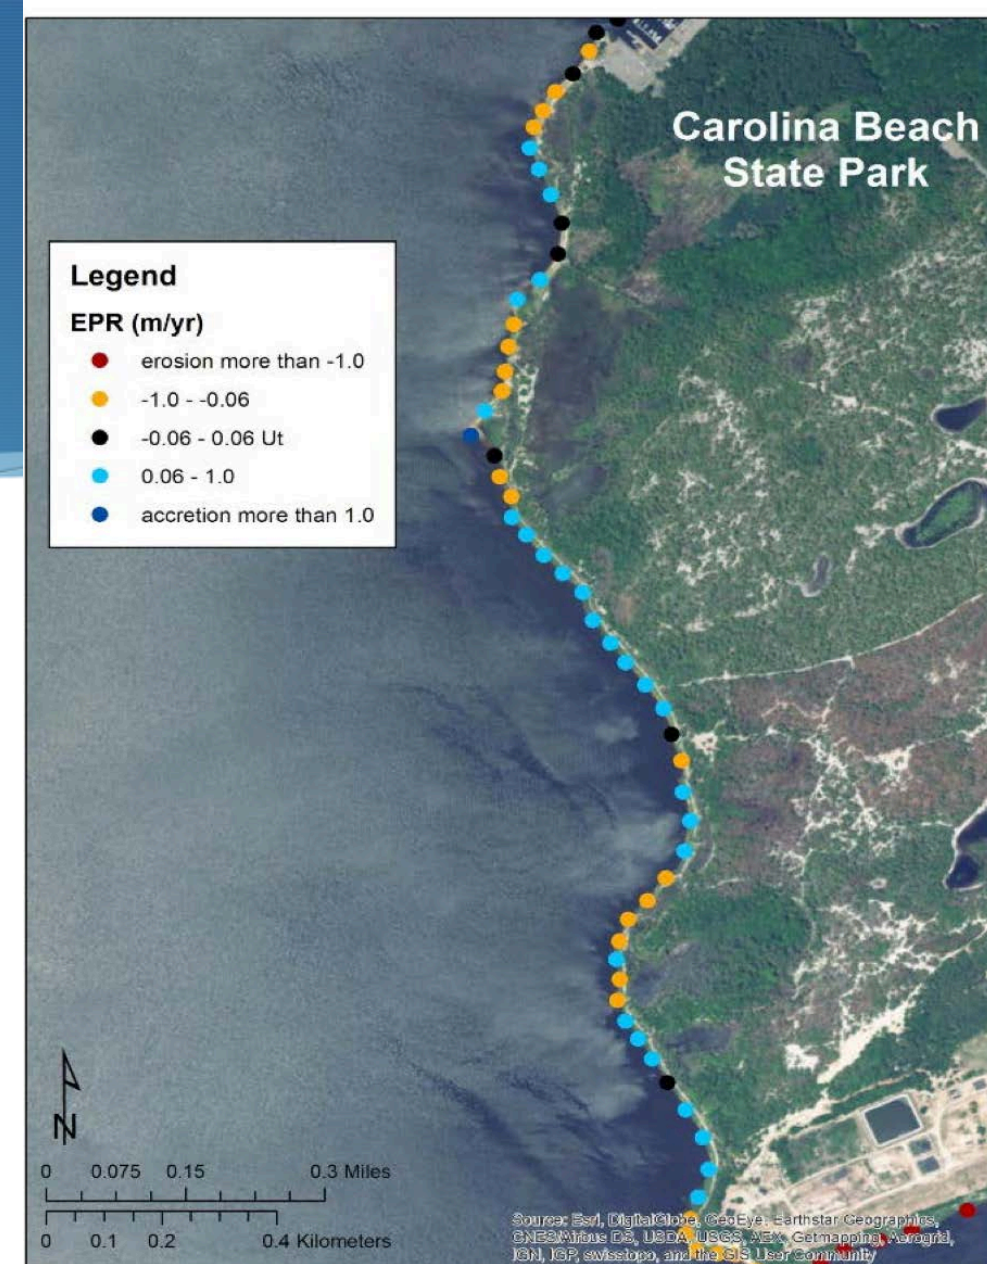 Carolina Beach
State Park
Legend
EPR (m/yr)
erosion more than -1.0
-1.0 - -0.06
-0.06 - 0.06 Ut
0.06 - 1.0
accretion more than 1.0
N
0 0.075 0.15 0.3 Miles
0 0.1 0.2 0.4 Kilometers
Source: Esri, DigitalGlobe, GeoEye, Earthstar Geographics,
CNES/Airbus DS, USDA, USGS, AEX, Getmapping, Aerogrid,
IGN, IGP, swisstopo, and the GIS User Community